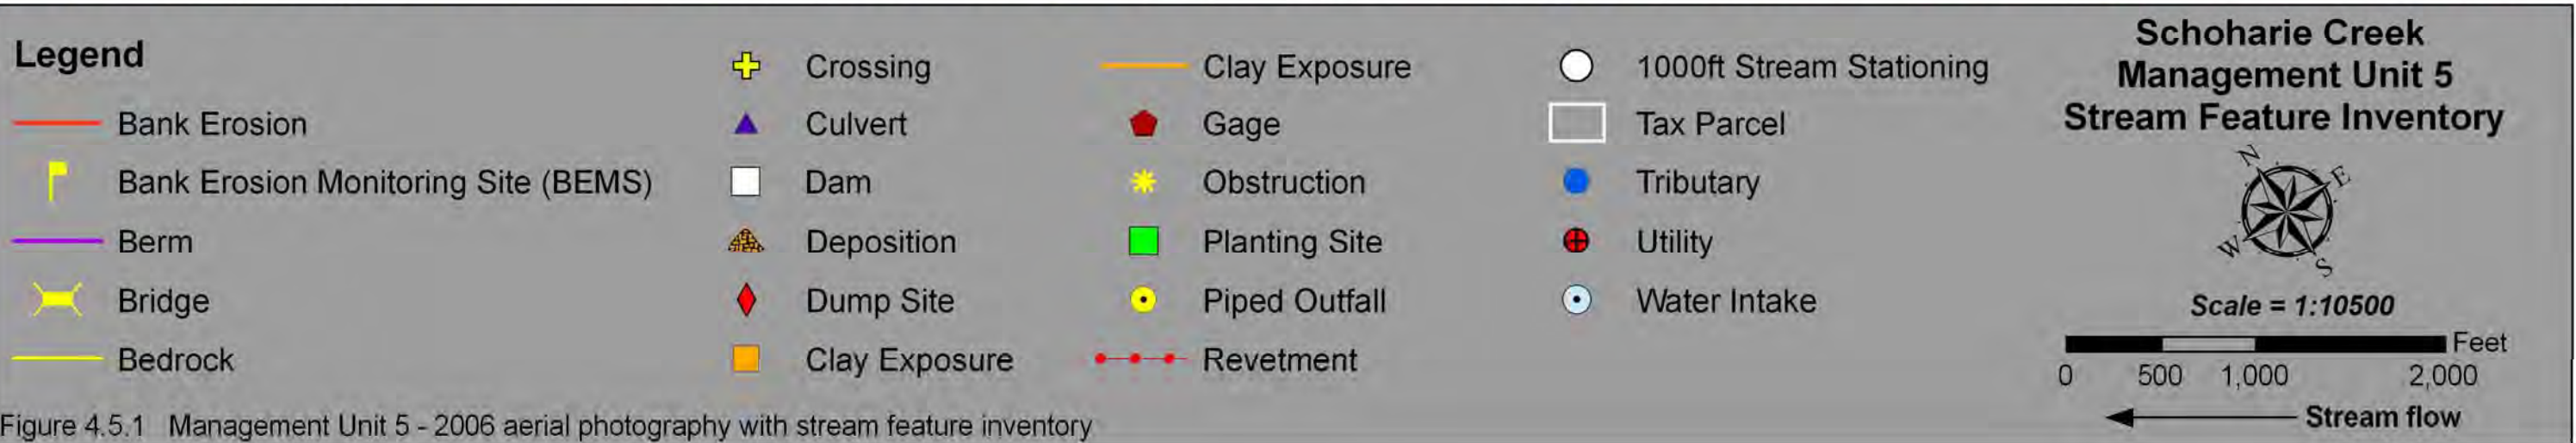 Legend
Bank Erosion
Bank Erosion Monitoring Site (BEMS)
Berm
Bridge
Bedrock
Crossing
Culvert
Dam
Deposition
Dump Site
Clay Exposure
Clay Exposure
Gage
Obstruction
Planting Site
Piped Outfall
Revetment
1000ft Stream Stationing
Tax Parcel
Tributary
Utility
Water Intake
Schoharie Creek
Management Unit 5
Stream Feature Inventory
N
E
W
S
Scale = 1:10500
Feet
0 500 1,000 2,000
Stream flow
Figure 4.5.1 Management Unit 5 - 2006 aerial photography with stream feature inventory